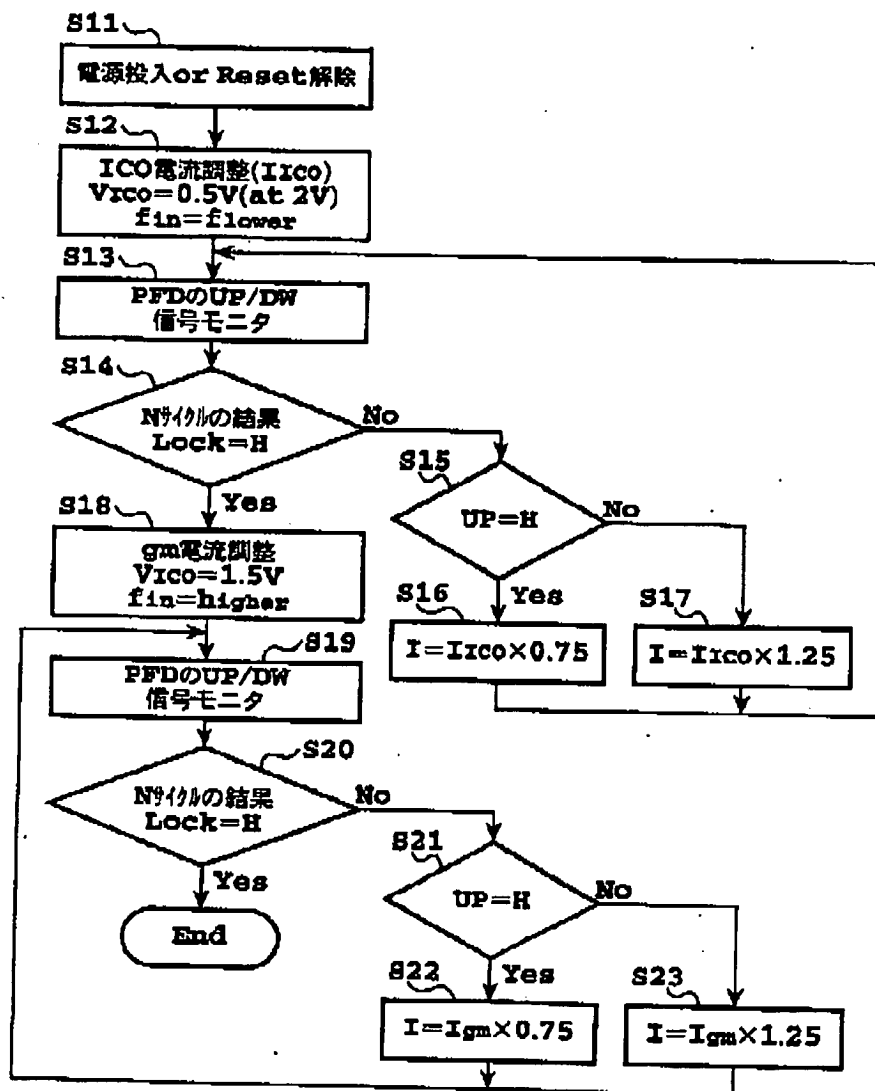 S11
電源投入or Reset解除
S12
ICO電流調整(IICO)
VICO=0.5V(at 2V)
fin=flower
S13
PFDのUP/DW
信号モニタ
S14
Nサイクルの結果
Lock=H
No
Yes
S15
UP=H
No
Yes
S16
I=IICO×0.75
S17
I=IICO×1.25
S18
gm電流調整
VICO=1.5V
fin=higher
S19
PFDのUP/DW
信号モニタ
S20
Nサイクルの結果
Lock=H
No
Yes
End
S21
UP=H
No
Yes
S22
I=Igm×0.75
S23
I=Igm×1.25